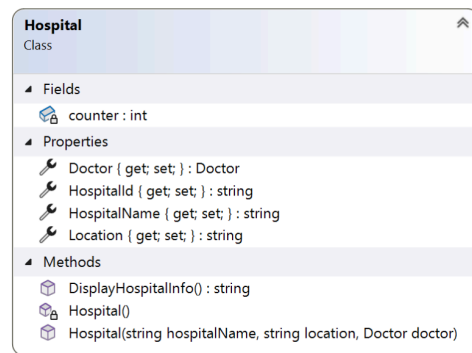 Hospital
Class
Fields
counter : int
Properties
Doctor { get; set; } : Doctor
HospitalId { get; set; } : string
HospitalName { get; set; } : string
Location { get; set; } : string
Methods
DisplayHospitalInfo() : string
Hospital()
Hospital(string hospitalName, string location, Doctor doctor)